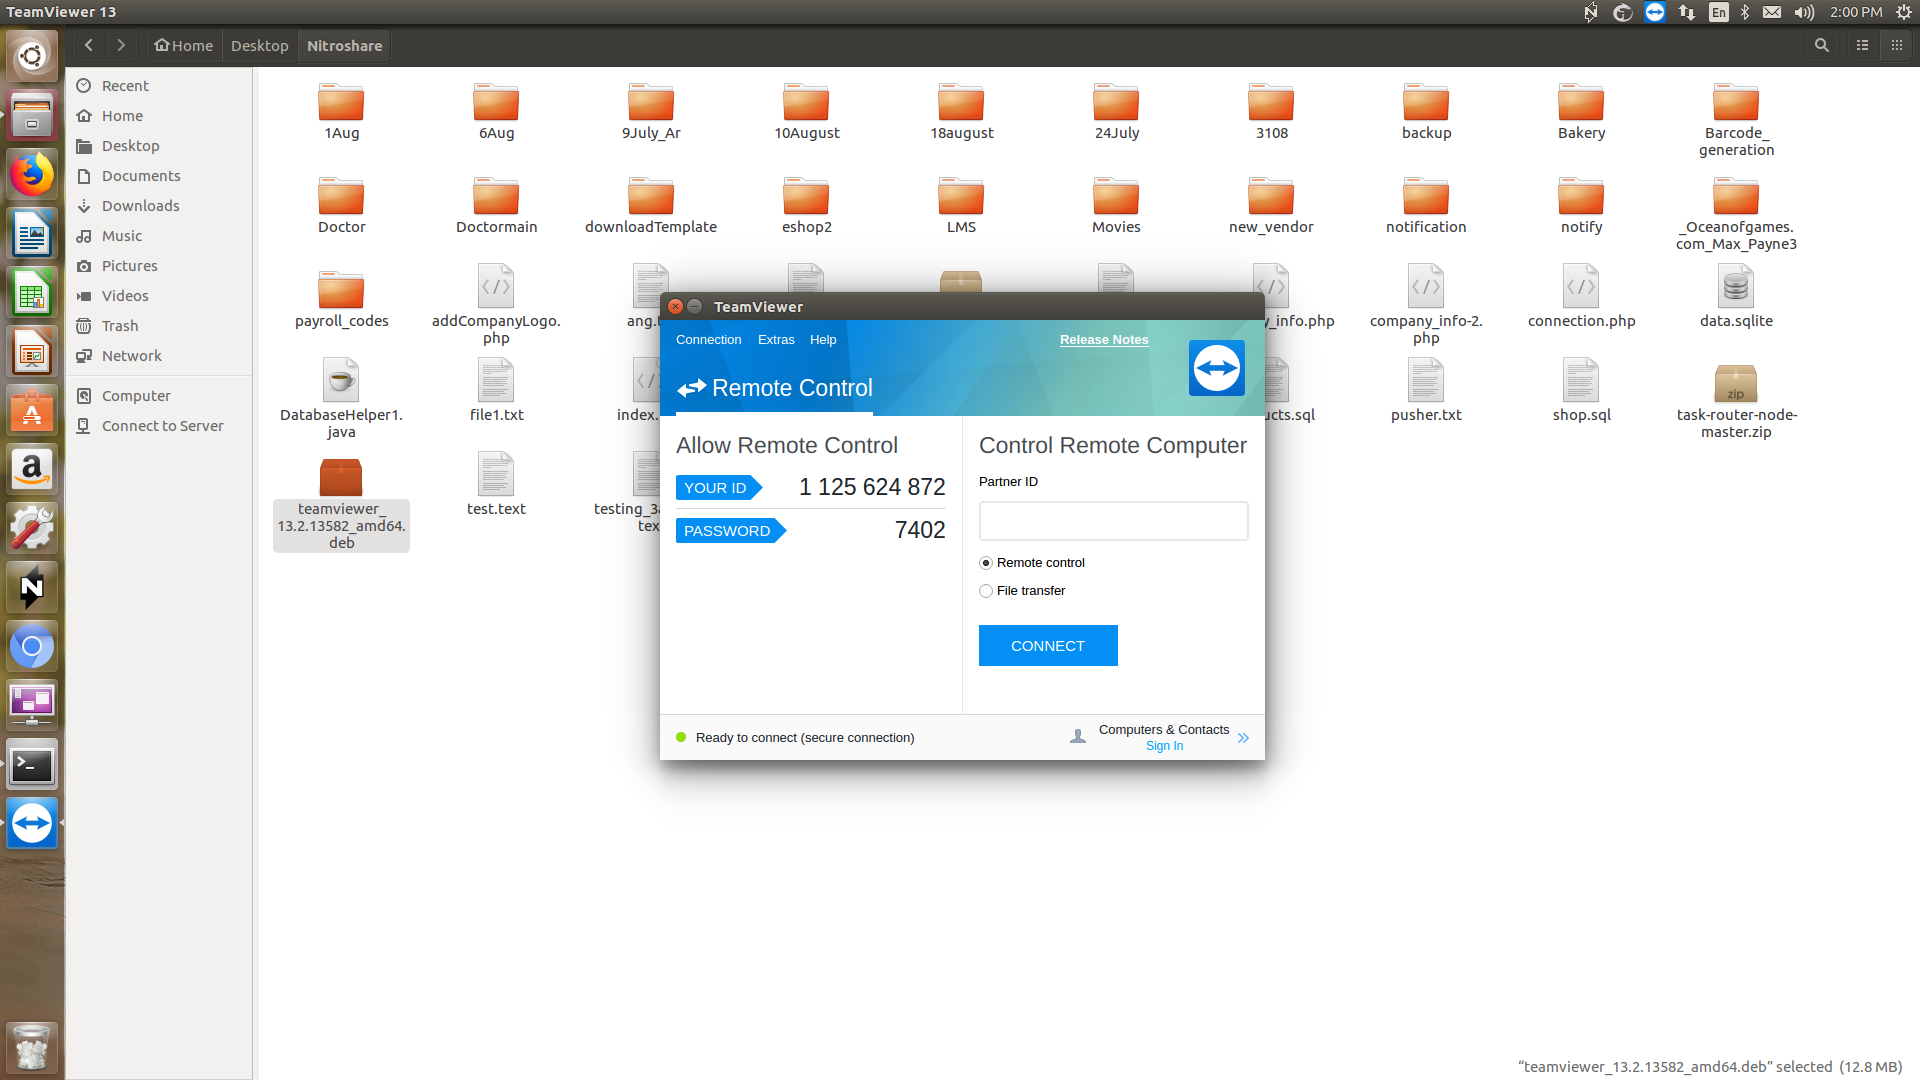 TeamViewer 13
En
2:00 PM
Home
Desktop
Nitroshare
Recent
Home
Desktop
Documents
Downloads
Music
Pictures
Videos
Trash
Network
Computer
Connect to Server
1Aug
6Aug
9July_Ar
10August
18august
24July
3108
backup
Bakery
Barcode_
generation
Doctor
Doctormain
downloadTemplate
eshop2
LMS
Movies
new_vendor
notification
notify
_Oceanofgames.
com_Max_Payne3
payroll_codes
addCompanyLogo.
php
ang.
y_info.php
company_info-2.
php
connection.php
data.sqlite
DatabaseHelper1.
java
file1.txt
index.
ucts.sql
pusher.txt
shop.sql
zip
task-router-node-
master.zip
teamviewer_
13.2.13582_amd64.
deb
test.text
testing_3
tex
TeamViewer
Connection
Extras
Help
Release Notes
Remote Control
Allow Remote Control
YOUR ID
1 125 624 872
PASSWORD
7402
Control Remote Computer
Partner ID
Remote control
File transfer
CONNECT
Ready to connect (secure connection)
Computers & Contacts
Sign In
“teamviewer_13.2.13582_amd64.deb” selected (12.8 MB)